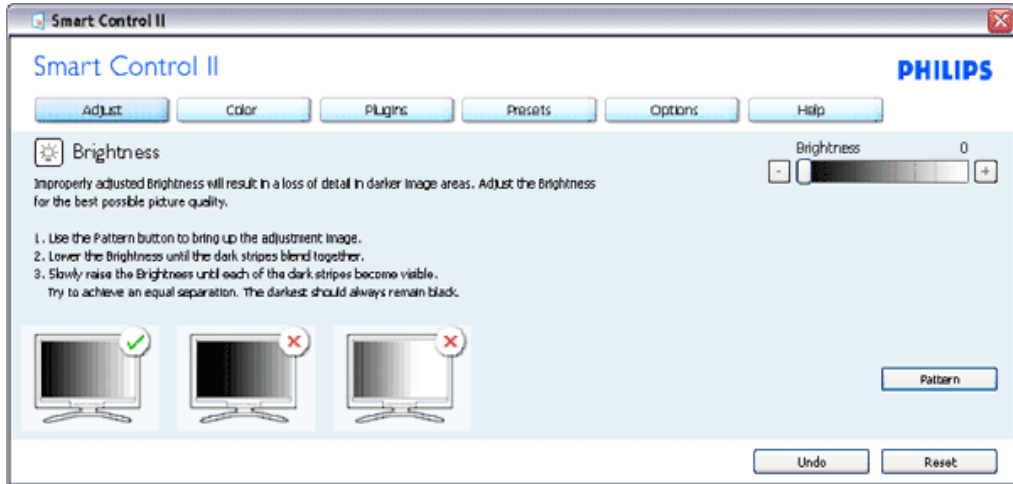 Smart Control II
Smart Control II
PHILIPS
Adjust Color Plugins Presets Options Help
Brightness
Brightness 0
- +
Improperly adjusted Brightness will result in a loss of detail in darker image areas. Adjust the Brightness
for the best possible picture quality.
1. Use the Pattern button to bring up the adjustment image.
2. Lower the Brightness until the dark stripes blend together.
3. Slowly raise the Brightness until each of the dark stripes become visible.
Try to achieve an equal separation. The darkest should always remain black.
Pattern
Undo Reset